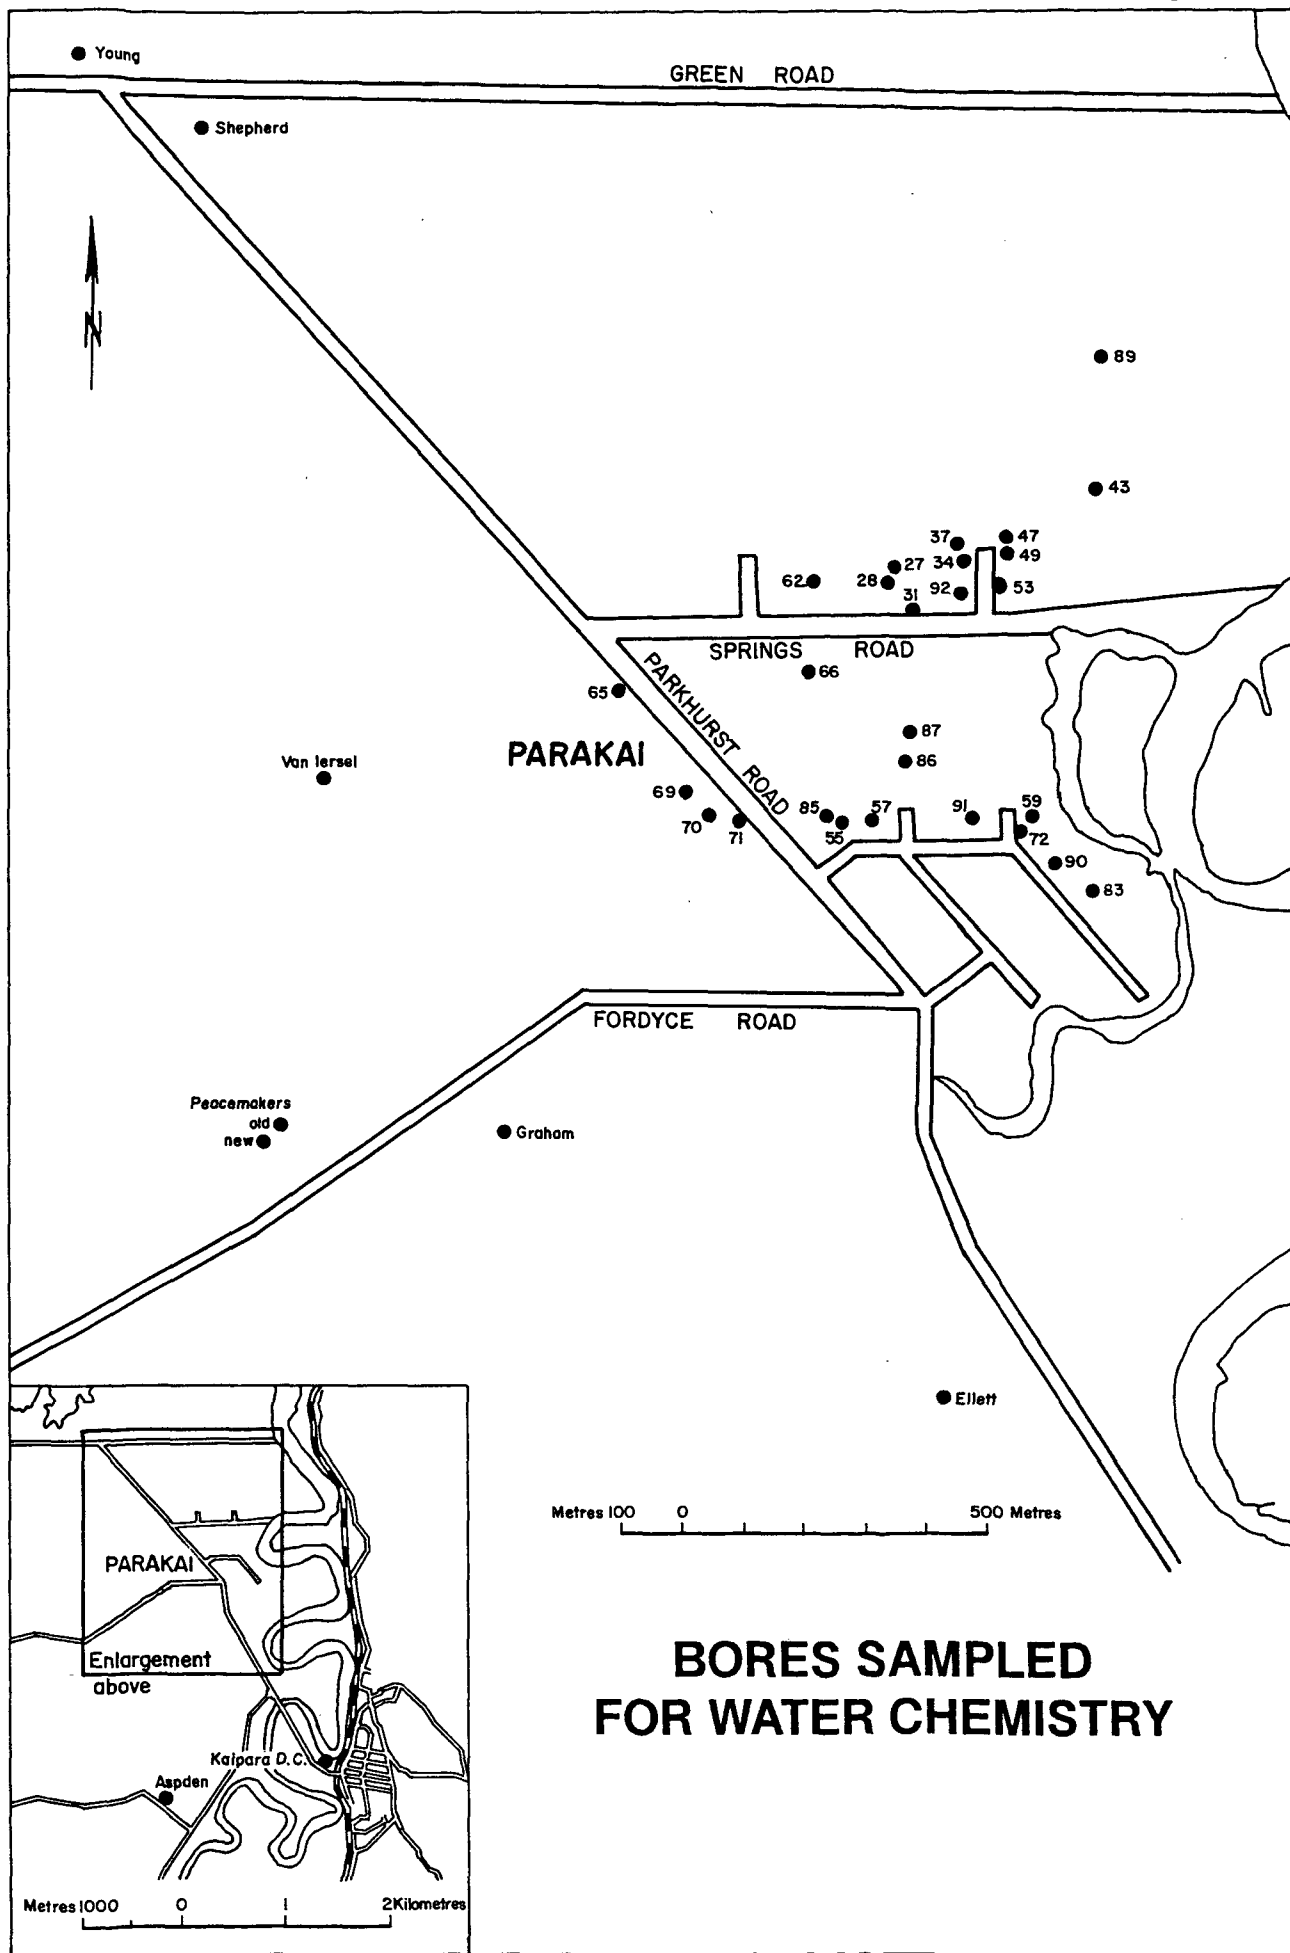 Young
GREEN ROAD
Shepherd
N
89
43
37
47
27
34
49
62
28
92
53
31
SPRINGS ROAD
66
65
PARKHURST ROAD
87
PARAKAI
86
Van Iersel
69
70
71
85
55
57
91
59
72
90
83
FORDYCE ROAD
Peacemakers
old
new
Graham
Ellett
Metres 100 0 500 Metres
PARAKAI
Enlargement
above
Kaipara D.C.
Aspden
Metres 1000 0 1 2 Kilometres
BORES SAMPLED
FOR WATER CHEMISTRY